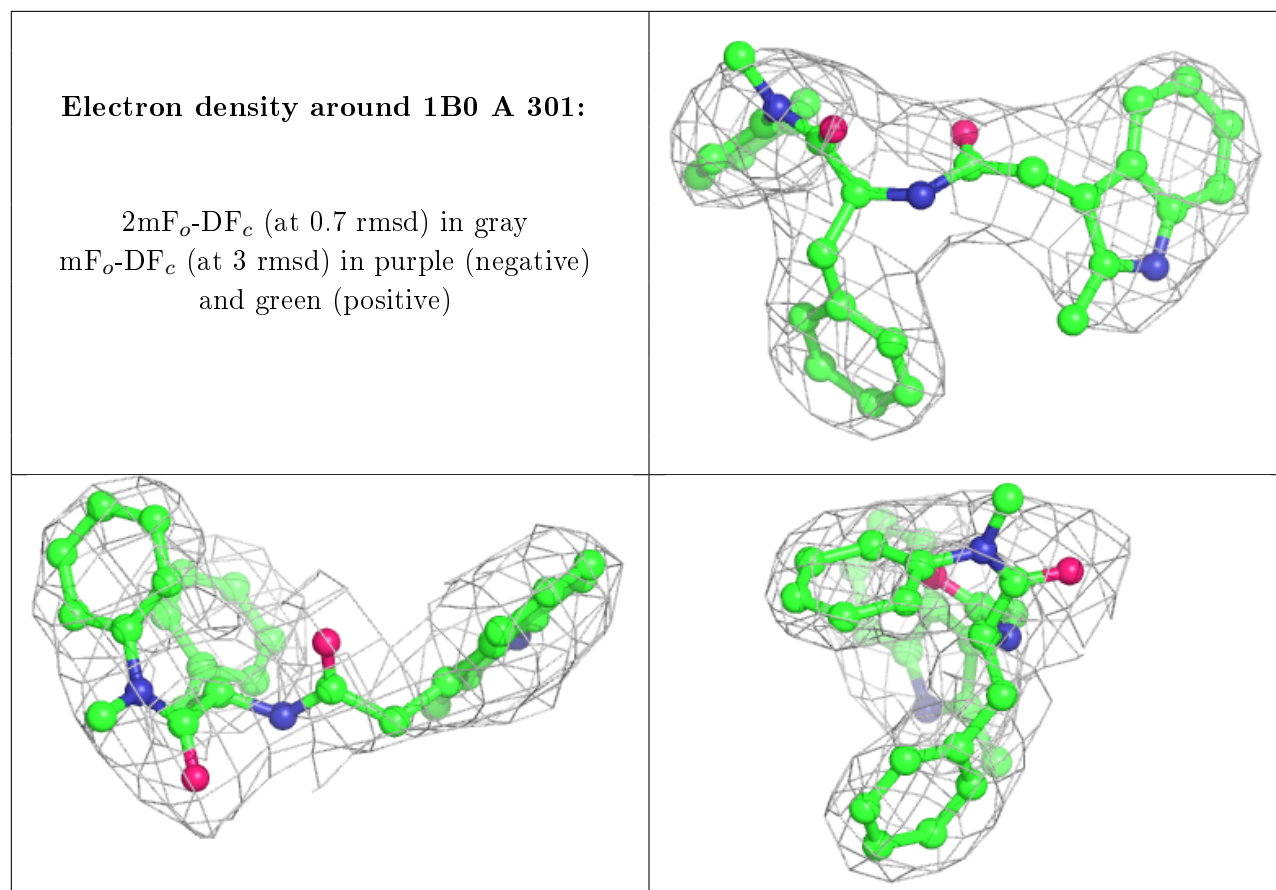 Electron density around 1B0 A 301:
2mFo-DFc (at 0.7 rmsd) in gray
mFo-DFc (at 3 rmsd) in purple (negative)
and green (positive)